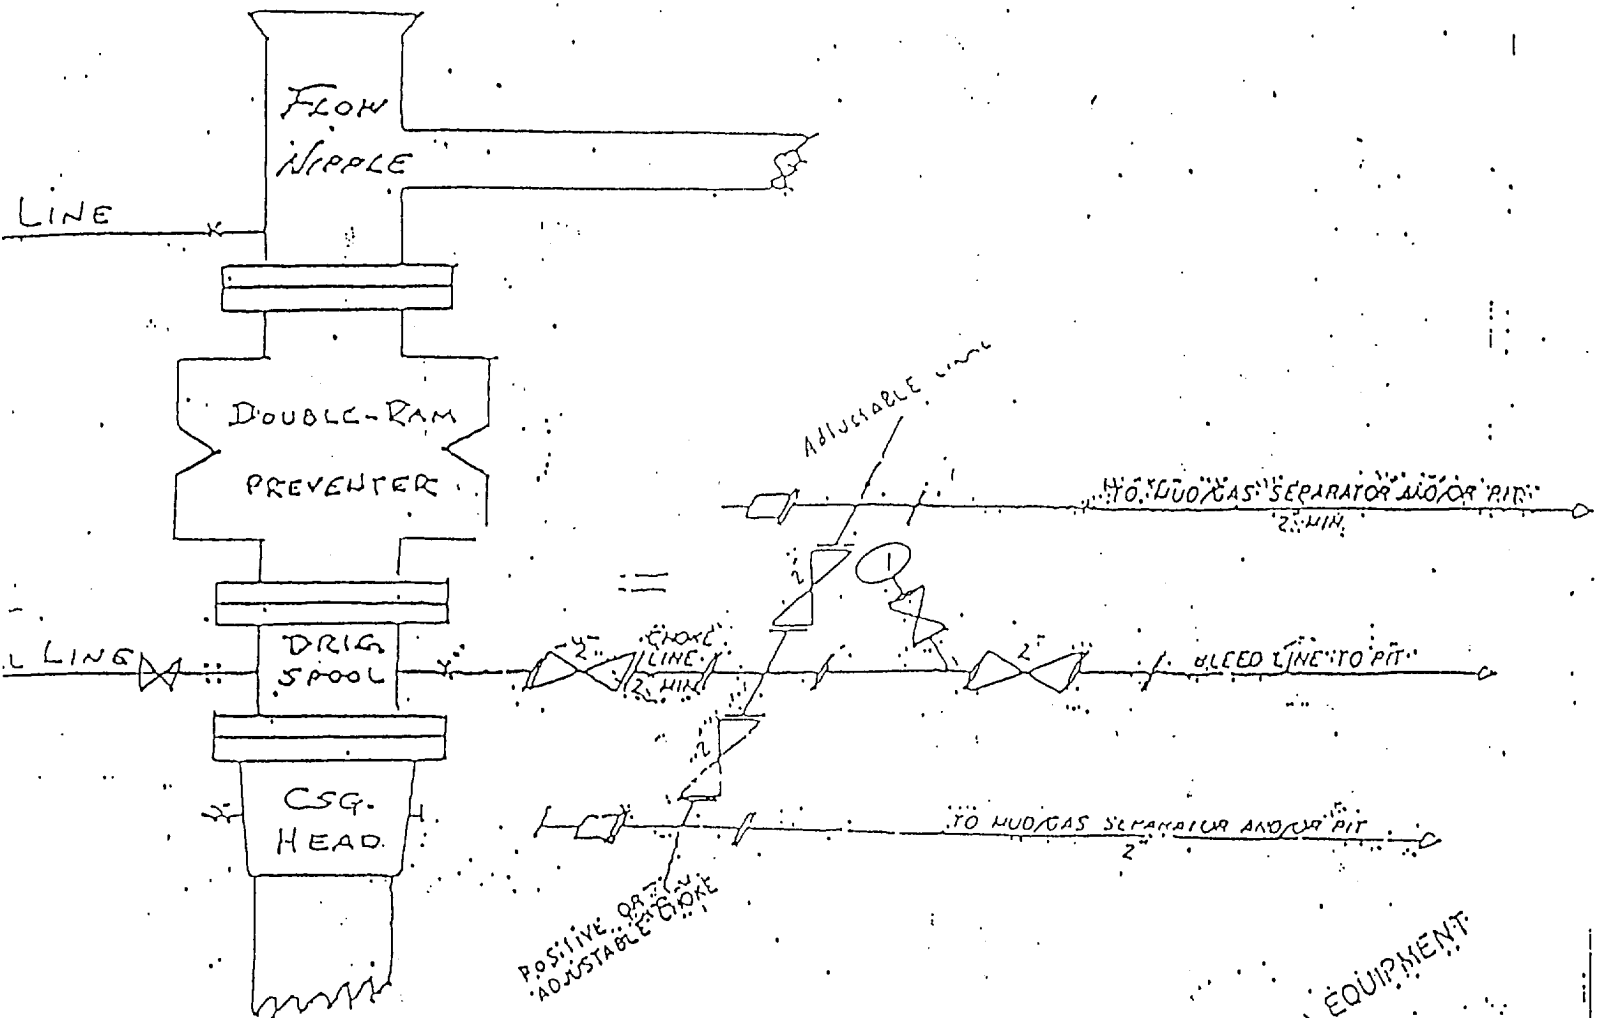 FLOW
NIPPLE
LINE
DOUBLE-RAM
PREVENTER
ADJUSTABLE
TO MUD/GAS SEPARATOR AND/OR PIT
2" MIN.
2"
1
LINE
DRLG
SPOOL
2"
CHOKE
LINE
2" MIN
2"
BLEED LINE TO PIT
2"
CSG.
HEAD
TO MUD/GAS SEPARATOR AND/OR PIT
2"
POSITIVE OR
ADJUSTABLE CHOKE
EQUIPMENT